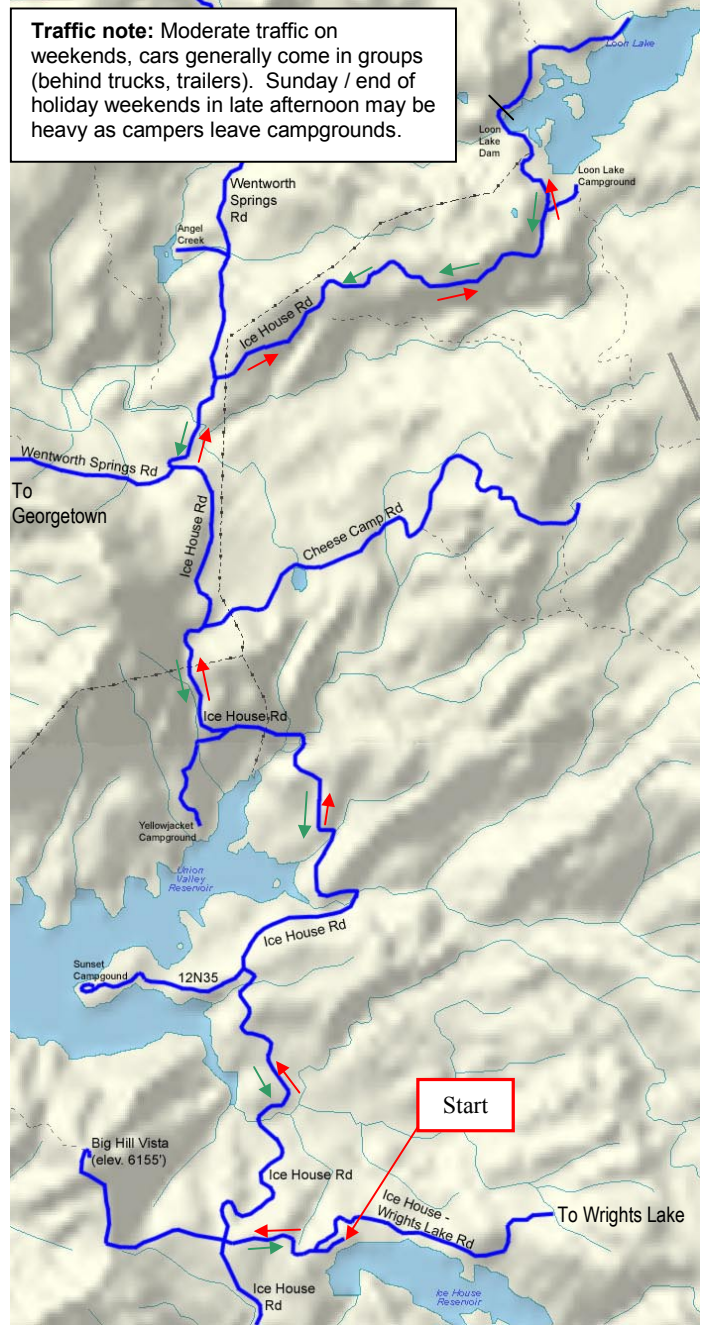 Traffic note: Moderate traffic on
weekends, cars generally come in groups
(behind trucks, trailers). Sunday / end of
holiday weekends in late afternoon may be
heavy as campers leave campgrounds.
Loon Lake
Loon
Lake
Dam
Loon Lake
Campground
Wentworth
Springs
Rd
Angel
Creek
Ice House Rd
Wentworth Springs Rd
To
Georgetown
Ice House Rd
Cheese Camp Rd
Ice House Rd
Yellowjacket
Campground
Union
Valley
Reservoir
Ice House Rd
Sunset
Campgound
12N35
Start
Big Hill Vista
(elev. 6155')
Ice House Rd
Ice House -
Wrights Lake Rd
To Wrights Lake
Ice House
Rd
Ice House
Reservoir